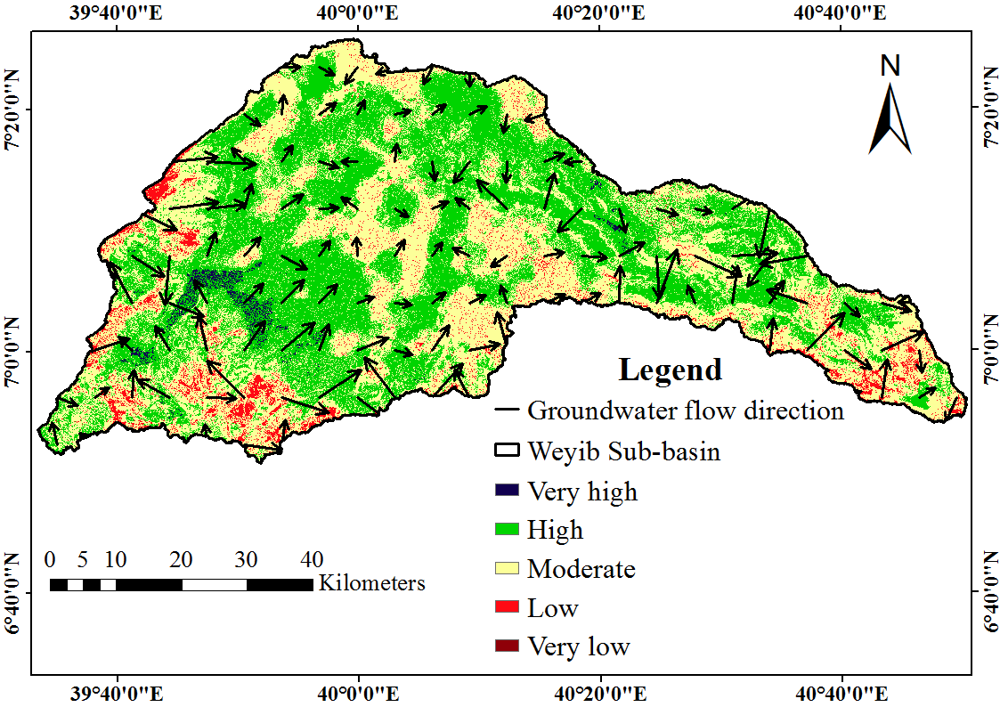 39°40'0"E 40°0'0"E 40°20'0"E 40°40'0"E
N
7°20'0"N 7°20'0"N
7°0'0"N 7°0'0"N
Legend
Groundwater flow direction
Weyib Sub-basin
Very high
High
Moderate
Low
Very low
0 5 10 20 30 40
Kilometers
6°40'0"N 6°40'0"N
39°40'0"E 40°0'0"E 40°20'0"E 40°40'0"E